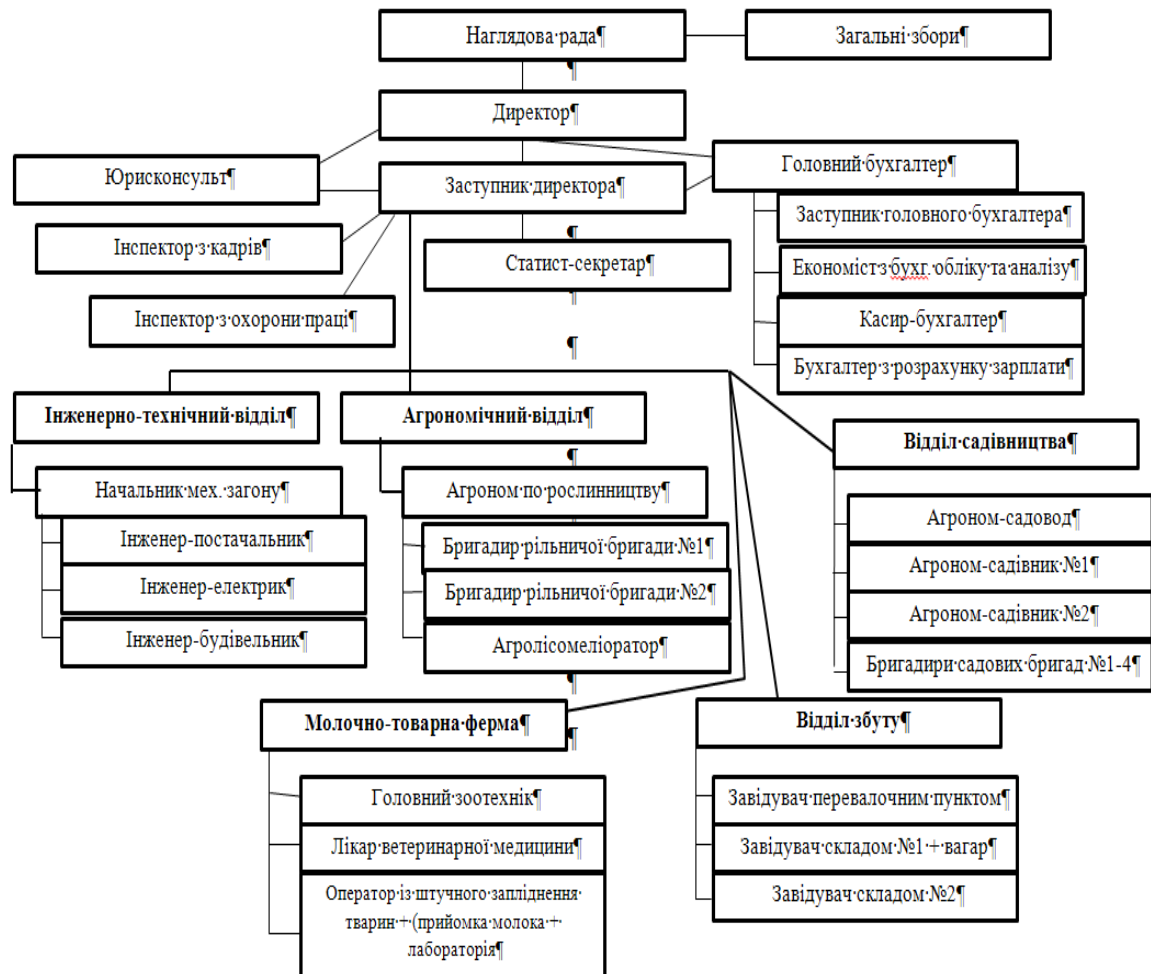 Наглядова·рада¶
Загальні·збори¶
¶
Директор¶
Юрисконсульт¶
Заступник·директора¶
Головний·бухгалтер¶
Заступник·головного·бухгалтера¶
Інспектор·з·кадрів¶
¶
Статист-секретар¶
Економіст·з·бухг.·обліку·та·аналізу¶
¶
Інспектор·з·охорони·праці¶
Касир-бухгалтер¶
¶
Бухгалтер·з·розрахунку·зарплати¶
Інженерно-технічний·відділ¶
Агрономічний·відділ¶
Відділ·садівництва¶
¶
Начальник·мех.·загону¶
Інженер-постачальник¶
Інженер-електрик¶
Інженер-будівельник¶
Агроном·по·рослинництву¶
Бригадир·рільничої·бригади·№1¶
Бригадир·рільничої·бригади·№2¶
Агролісомеліоратор¶
¶
Агроном-садовод¶
Агроном-садівник·№1¶
Агроном-садівник·№2¶
Бригадири·садових·бригад·№1-4¶
Молочно-товарна·ферма¶
¶
Відділ·збуту¶
Головний·зоотехнік¶
Лікар·ветеринарної·медицини¶
Оператор·із·штучного·запліднення·
тварин·+·(прийомка·молока·+·
лабораторія¶
Завідувач·перевалочним·пунктом¶
Завідувач·складом·№1·+·вагар¶
Завідувач·складом·№2¶